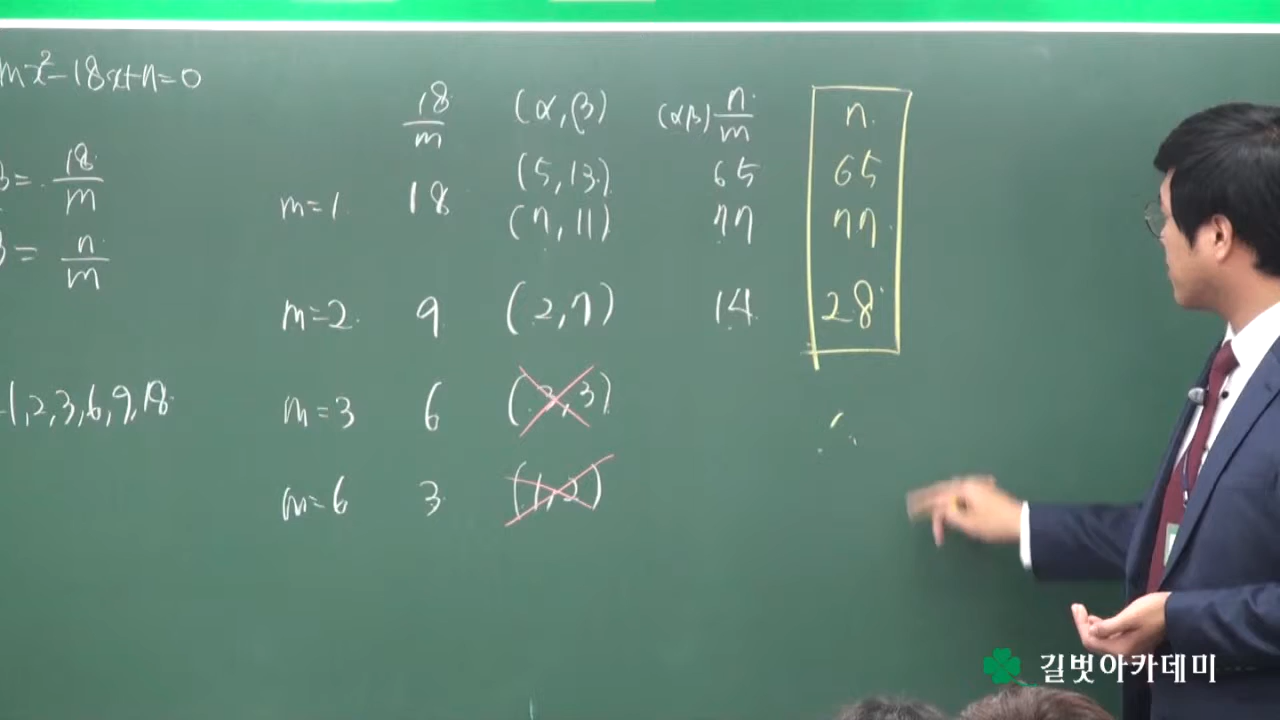 mx²-18x+n=0
18/m (α,β) (αβ) n/m n
β= 18/m
(5,13) 65 65
m=1 18
(7,11) 77 77
β= n/m
m=2 9 (2,7) 14 28
1,2,3,6,9,18
m=3 6 (3,3)
∴
m=6 3 (1,2)
길벗아카데미